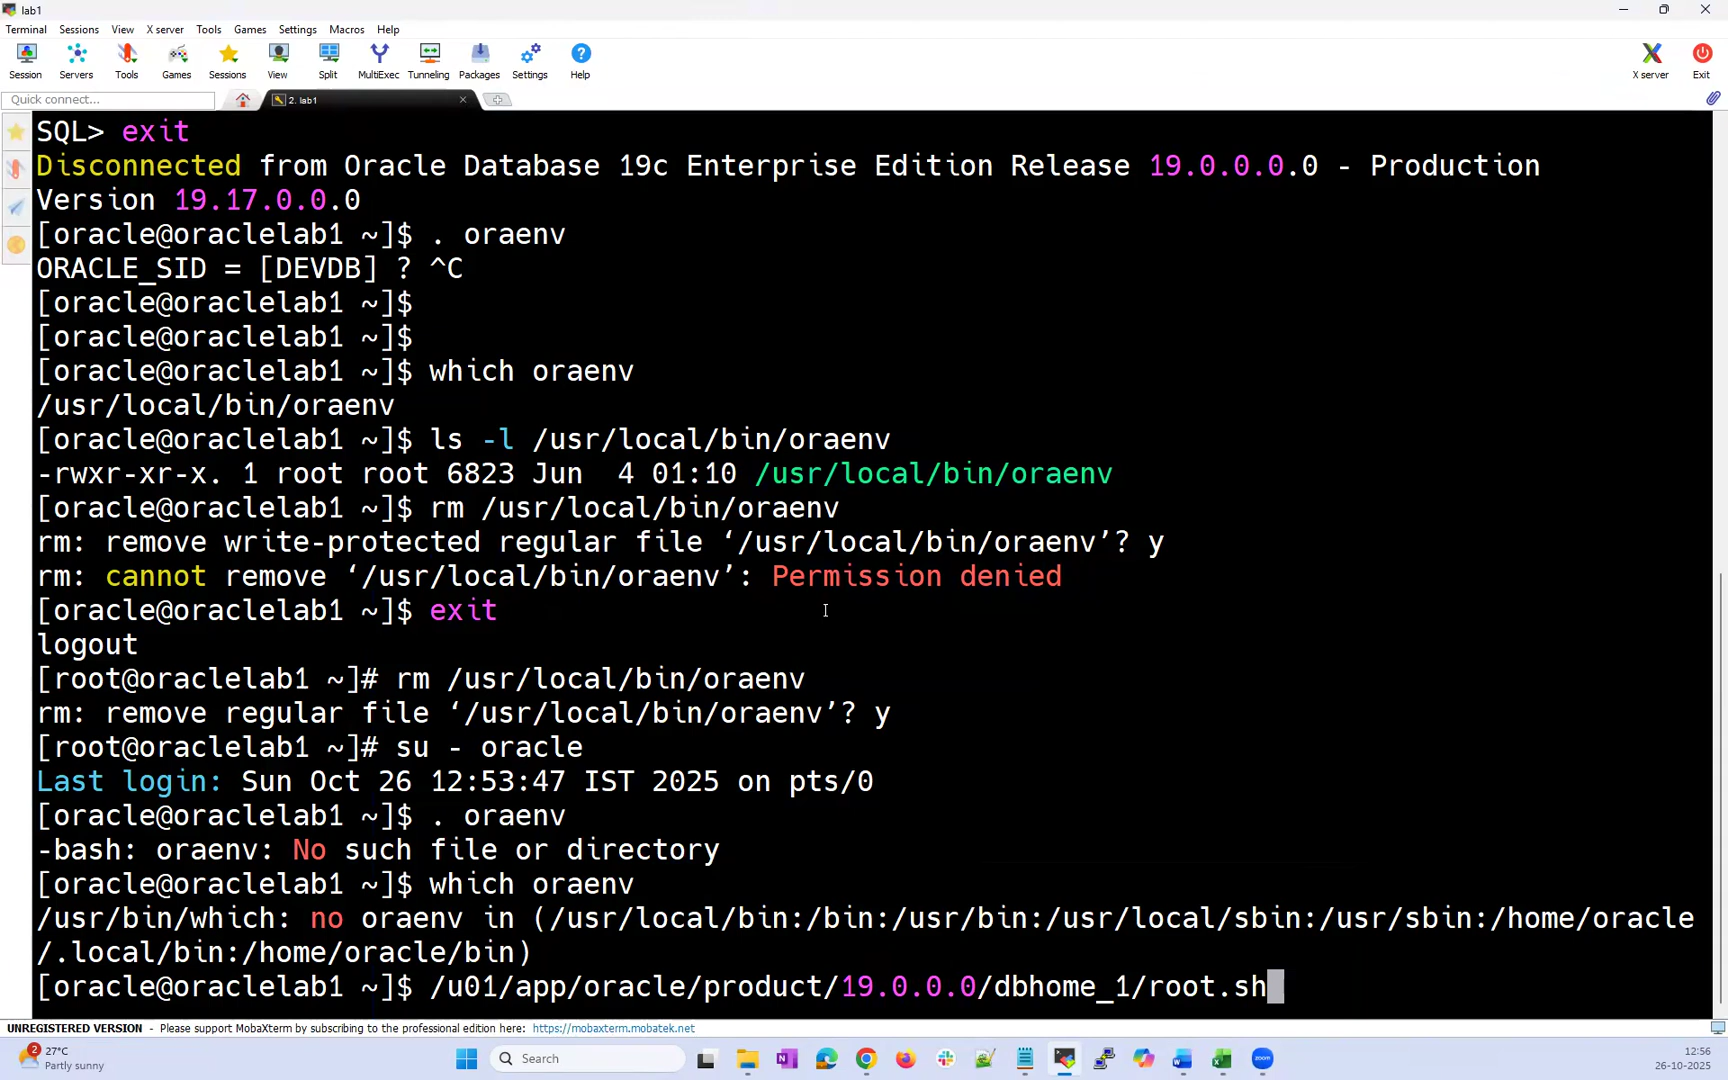 lab1
Terminal Sessions View X server Tools Games Settings Macros Help
Session Servers Tools Games Sessions View Split MultiExec Tunneling Packages Settings Help X server Exit
Quick connect... 2. lab1
SQL> exit
Disconnected from Oracle Database 19c Enterprise Edition Release 19.0.0.0.0 - Production
Version 19.17.0.0.0
[oracle@oraclelab1 ~]$ . oraenv
ORACLE_SID = [DEVDB] ? ^C
[oracle@oraclelab1 ~]$
[oracle@oraclelab1 ~]$
[oracle@oraclelab1 ~]$ which oraenv
/usr/local/bin/oraenv
[oracle@oraclelab1 ~]$ ls -l /usr/local/bin/oraenv
-rwxr-xr-x. 1 root root 6823 Jun  4 01:10 /usr/local/bin/oraenv
[oracle@oraclelab1 ~]$ rm /usr/local/bin/oraenv
rm: remove write-protected regular file ‘/usr/local/bin/oraenv’? y
rm: cannot remove ‘/usr/local/bin/oraenv’: Permission denied
[oracle@oraclelab1 ~]$ exit
logout
[root@oraclelab1 ~]# rm /usr/local/bin/oraenv
rm: remove regular file ‘/usr/local/bin/oraenv’? y
[root@oraclelab1 ~]# su - oracle
Last login: Sun Oct 26 12:53:47 IST 2025 on pts/0
[oracle@oraclelab1 ~]$ . oraenv
-bash: oraenv: No such file or directory
[oracle@oraclelab1 ~]$ which oraenv
/usr/bin/which: no oraenv in (/usr/local/bin:/bin:/usr/bin:/usr/local/sbin:/usr/sbin:/home/oracle
/.local/bin:/home/oracle/bin)
[oracle@oraclelab1 ~]$ /u01/app/oracle/product/19.0.0.0/dbhome_1/root.sh
UNREGISTERED VERSION - Please support MobaXterm by subscribing to the professional edition here: https://mobaxterm.mobatek.net
2 27°C
Partly sunny
Search
zoom
12:56
26-10-2025